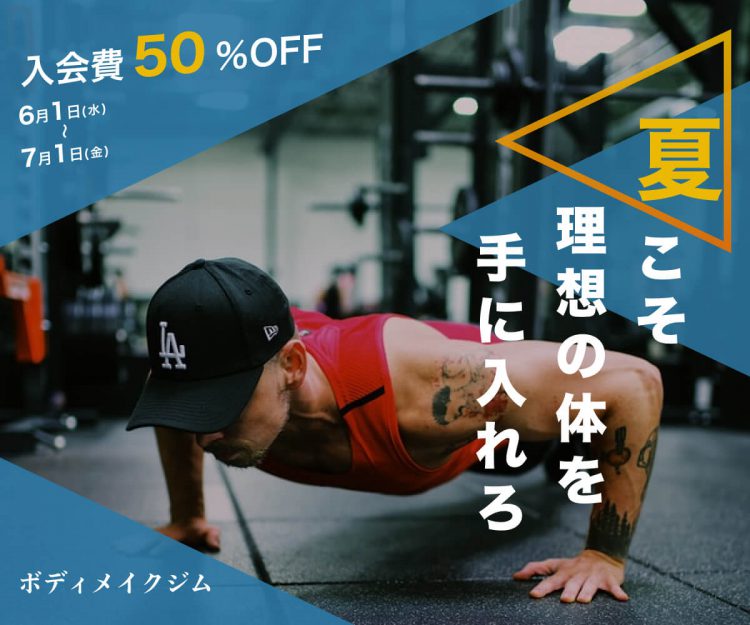 入会費 50 %OFF
6月1日(水)
~
7月1日(金)
夏こそ
理想の体を
手に入れろ
LA
ボディメイクジム